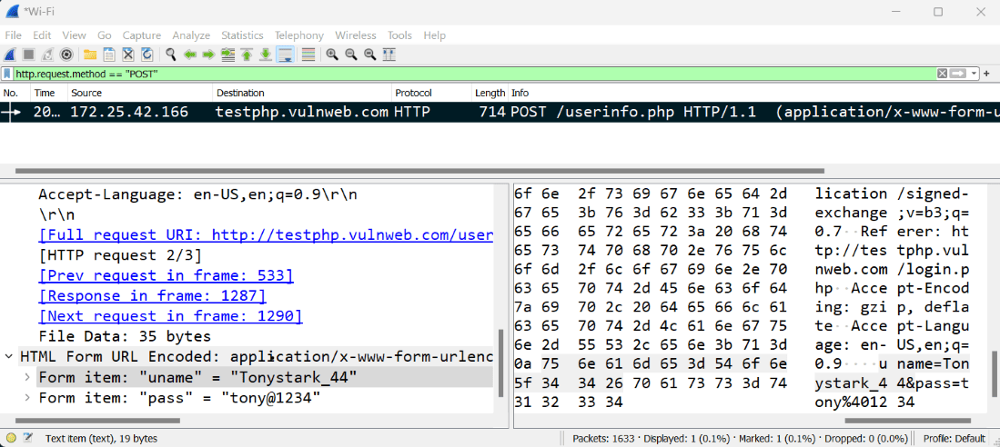 *Wi-Fi
File Edit View Go Capture Analyze Statistics Telephony Wireless Tools Help
http.request.method == "POST"
No. Time Source Destination Protocol Length Info
20… 172.25.42.166 testphp.vulnweb.com HTTP 714 POST /userinfo.php HTTP/1.1 (application/x-www-form-u
Accept-Language: en-US,en;q=0.9\r\n
\r\n
[Full request URI: http://testphp.vulnweb.com/user
[HTTP request 2/3]
[Prev request in frame: 533]
[Response in frame: 1287]
[Next request in frame: 1290]
File Data: 35 bytes
HTML Form URL Encoded: application/x-www-form-urlenc
Form item: "uname" = "Tonystark_44"
Form item: "pass" = "tony@1234"
6f 6e 2f 73 69 67 6e 65 64 2d lication /signed-
67 65 3b 76 3d 62 33 3b 71 3d exchange ;v=b3;q=
65 66 65 72 65 72 3a 20 68 74 0.7··Ref erer: ht
65 73 74 70 68 70 2e 76 75 6c tp://tes tphp.vul
6f 6d 2f 6c 6f 67 69 6e 2e 70 nweb.com /login.p
63 65 70 74 2d 45 6e 63 6f 64 hp··Acce pt-Encod
7a 69 70 2c 20 64 65 66 6c 61 ing: gzip, defla
63 65 70 74 2d 4c 61 6e 67 75 te··Acce pt-Langu
6e 2d 55 53 2c 65 6e 3b 71 3d age: en- US,en;q=
0a 75 6e 61 6d 65 3d 54 6f 6e 0.9····u name=Ton
5f 34 34 26 70 61 73 73 3d 74 ystark_4 4&pass=t
31 32 33 34 ony%4012 34
Text item (text), 19 bytes
Packets: 1633 · Displayed: 1 (0.1%) · Marked: 1 (0.1%) · Dropped: 0 (0.0%)
Profile: Default